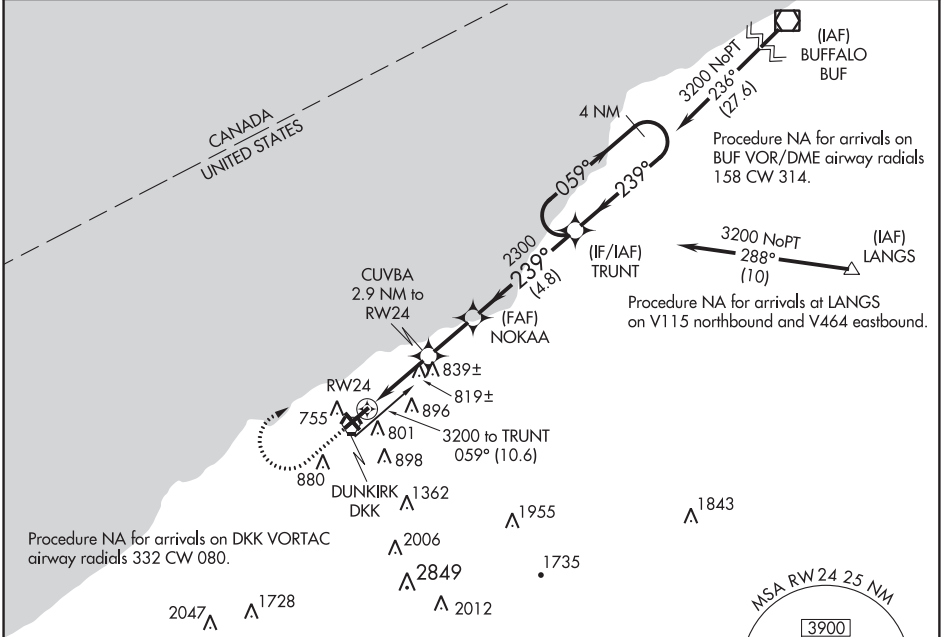 (IAF)
BUFFALO
BUF
3200 NoPT
236°
(27.6)
4 NM
CANADA
UNITED STATES
Procedure NA for arrivals on
BUF VOR/DME airway radials
158 CW 314.
059°
239°
(IF/IAF)
TRUNT
3200 NoPT
288°
(10)
(IAF)
LANGS
Procedure NA for arrivals at LANGS
on V115 northbound and V464 eastbound.
2300
239°
(4.8)
CUVBA
2.9 NM to
RW24
(FAF)
NOKAA
839±
819±
RW24
755
896
801
3200 to TRUNT
059° (10.6)
898
880
DUNKIRK
DKK
1362
1955
1843
Procedure NA for arrivals on DKK VORTAC
airway radials 332 CW 080.
2006
1735
2849
2012
2047
1728
MSA RW24 25 NM
3900